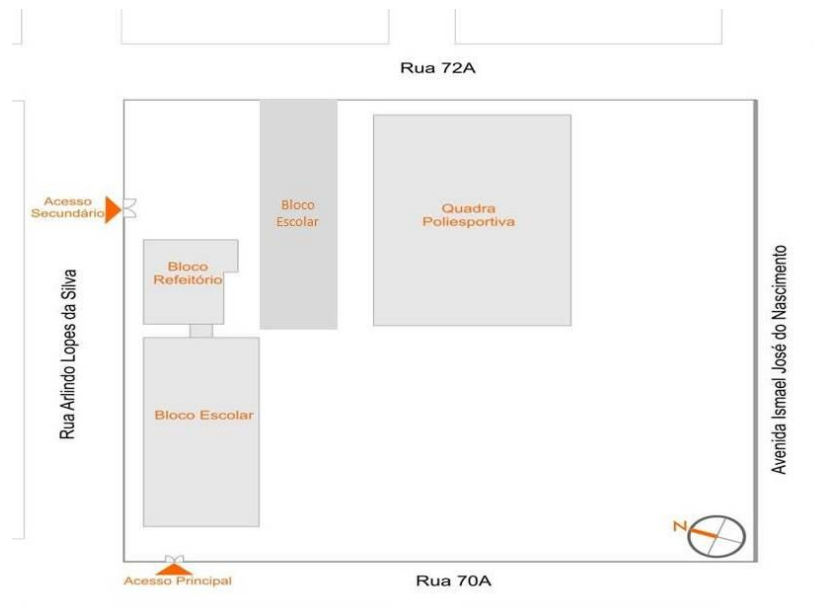 Rua 72A
Acesso
Secundário
Bloco
Escolar
Quadra
Poliesportiva
Bloco
Refeitório
Rua Arlindo Lopes da Silva
Avenida Ismael José do Nascimento
Bloco Escolar
N
Acesso Principal
Rua 70A